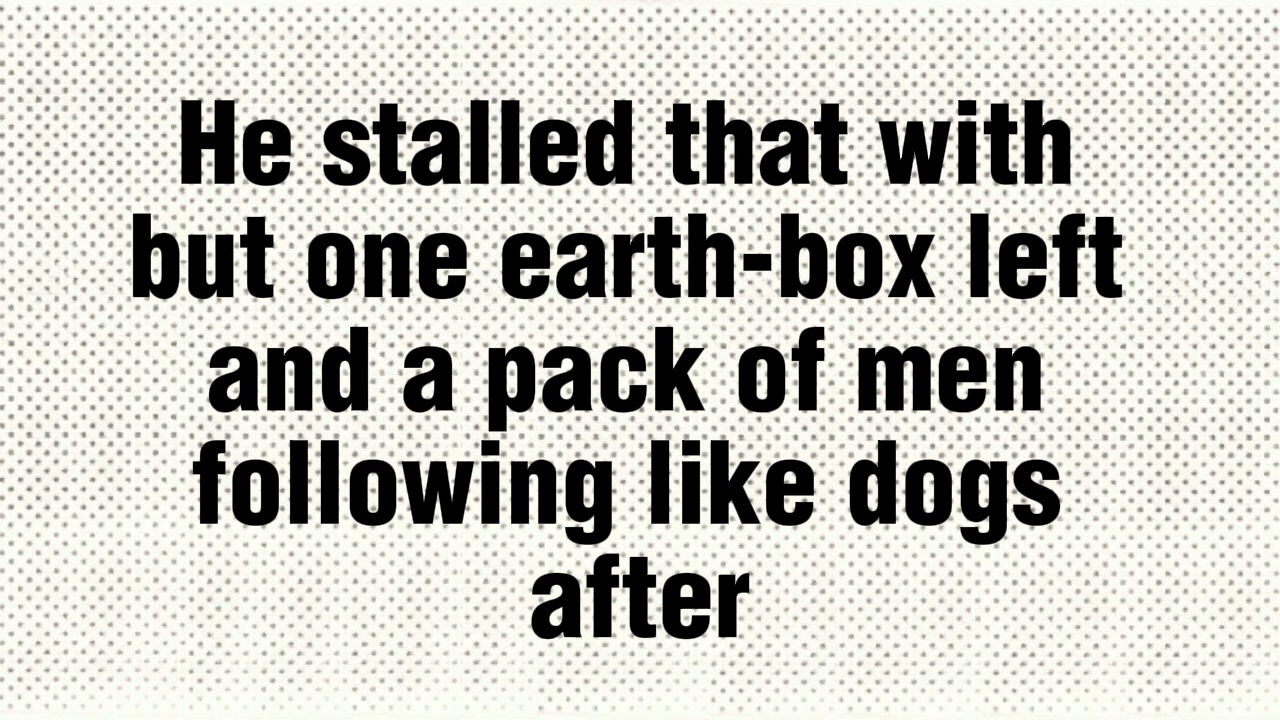 He stalled that with
but one earth-box left
and a pack of men
following like dogs
after